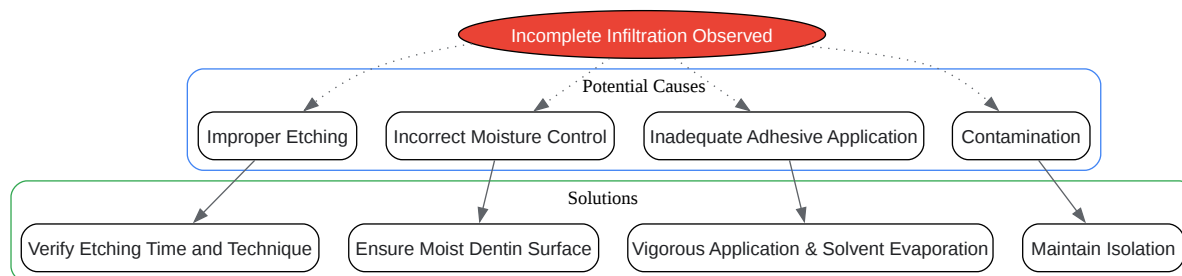 Incomplete Infiltration Observed
Potential Causes
Improper Etching
Incorrect Moisture Control
Inadequate Adhesive Application
Contamination
Solutions
Verify Etching Time and Technique
Ensure Moist Dentin Surface
Vigorous Application & Solvent Evaporation
Maintain Isolation